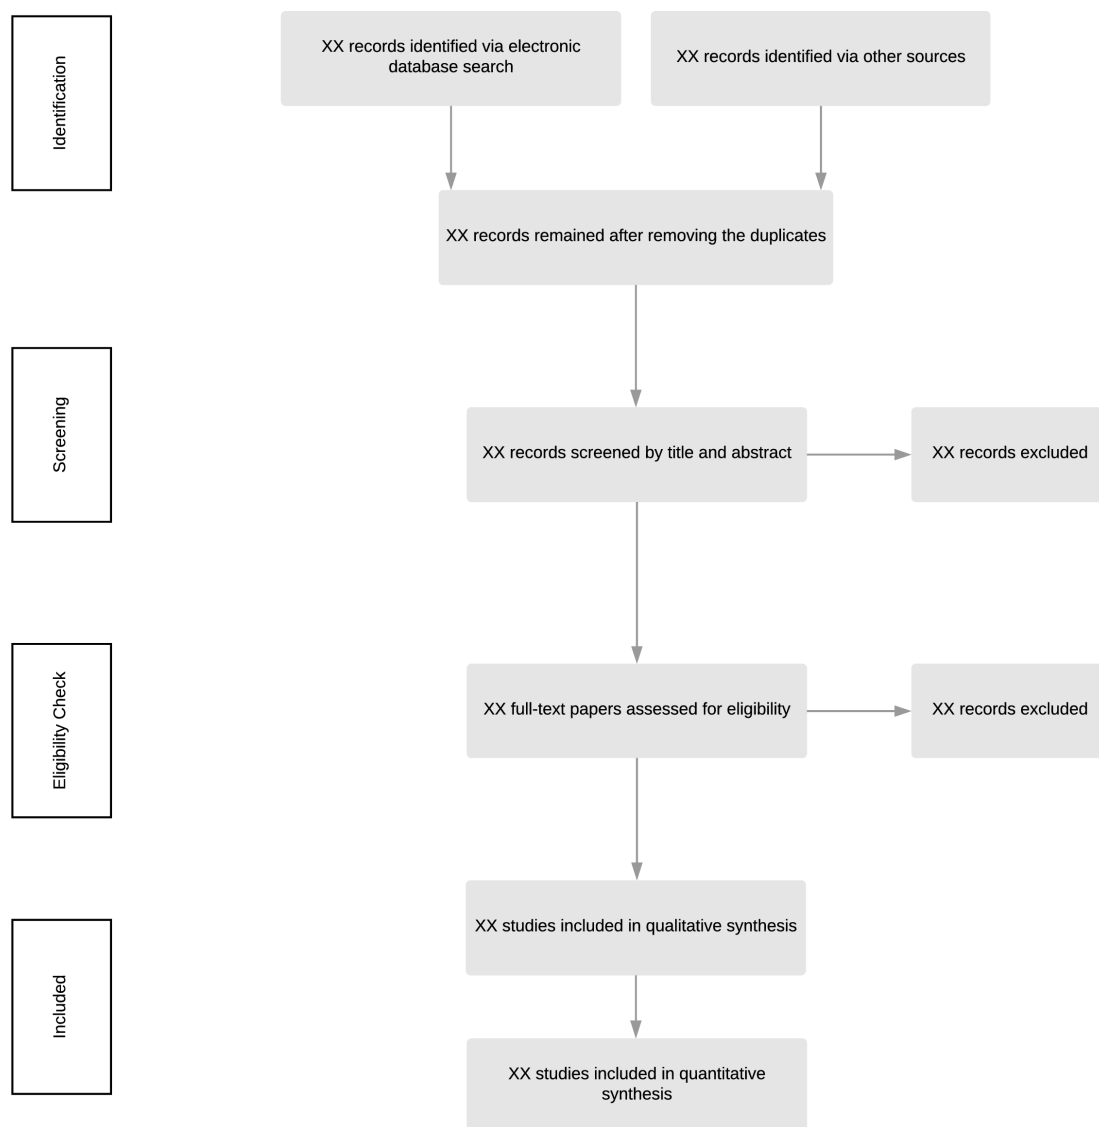 Identification
XX records identified via electronic
database search
XX records identified via other sources
XX records remained after removing the duplicates
Screening
XX records screened by title and abstract
XX records excluded
Eligibility Check
XX full-text papers assessed for eligibility
XX records excluded
Included
XX studies included in qualitative synthesis
XX studies included in quantitative
synthesis